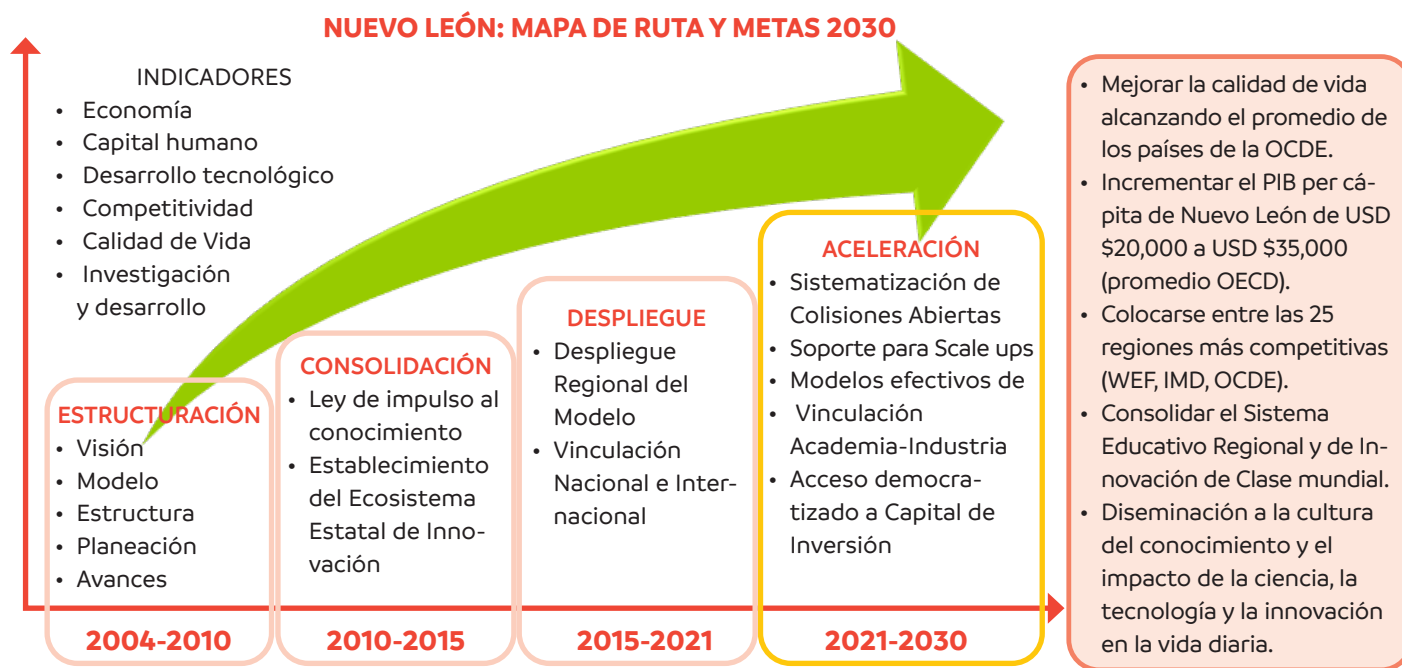 NUEVO LEÓN: MAPA DE RUTA Y METAS 2030
INDICADORES
• Economía
• Capital humano
• Desarrollo tecnológico
• Competitividad
• Calidad de Vida
• Investigación
y desarrollo
ESTRUCTURACIÓN
• Visión
• Modelo
• Estructura
• Planeación
• Avances
2004-2010
CONSOLIDACIÓN
• Ley de impulso al
conocimiento
• Establecimiento
del Ecosistema
Estatal de Inno-
vación
2010-2015
DESPLIEGUE
• Despliegue
Regional del
Modelo
• Vinculación
Nacional e Inter-
nacional
2015-2021
ACELERACIÓN
• Sistematización de
Colisiones Abiertas
• Soporte para Scale ups
• Modelos efectivos de
• Vinculación
Academia-Industria
• Acceso democra-
tizado a Capital de
Inversión
2021-2030
• Mejorar la calidad de vida
alcanzando el promedio de
los países de la OCDE.
• Incrementar el PIB per cá-
pita de Nuevo León de USD
$20,000 a USD $35,000
(promedio OECD).
• Colocarse entre las 25
regiones más competitivas
(WEF, IMD, OCDE).
• Consolidar el Sistema
Educativo Regional y de In-
novación de Clase mundial.
• Diseminación a la cultura
del conocimiento y el
impacto de la ciencia, la
tecnología y la innovación
en la vida diaria.